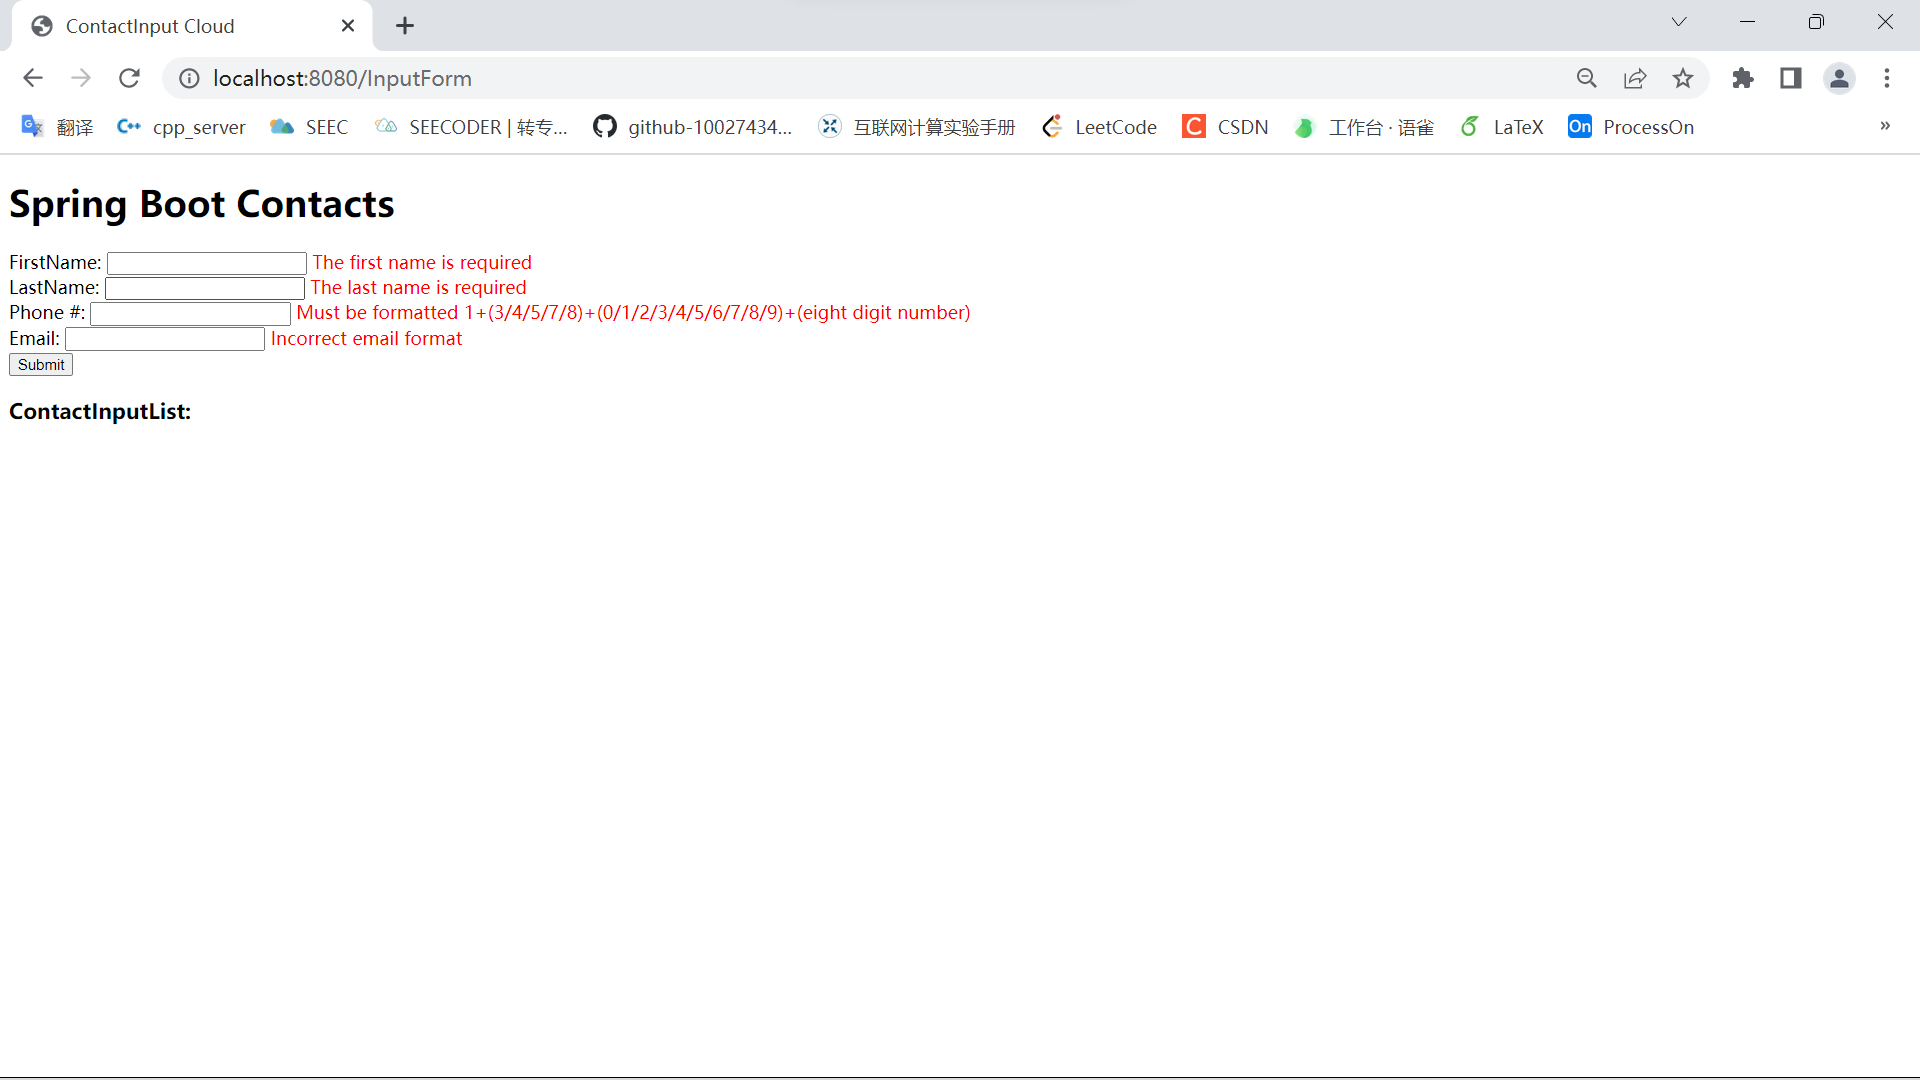 ContactInput Cloud
localhost:8080/InputForm
翻译 cpp_server SEEC SEECODER | 转专... github-10027434... 互联网计算实验手册 LeetCode CSDN 工作台 · 语雀 LaTeX On ProcessOn »
Spring Boot Contacts
FirstName: The first name is required
LastName: The last name is required
Phone #: Must be formatted 1+(3/4/5/7/8)+(0/1/2/3/4/5/6/7/8/9)+(eight digit number)
Email: Incorrect email format
Submit
ContactInputList: